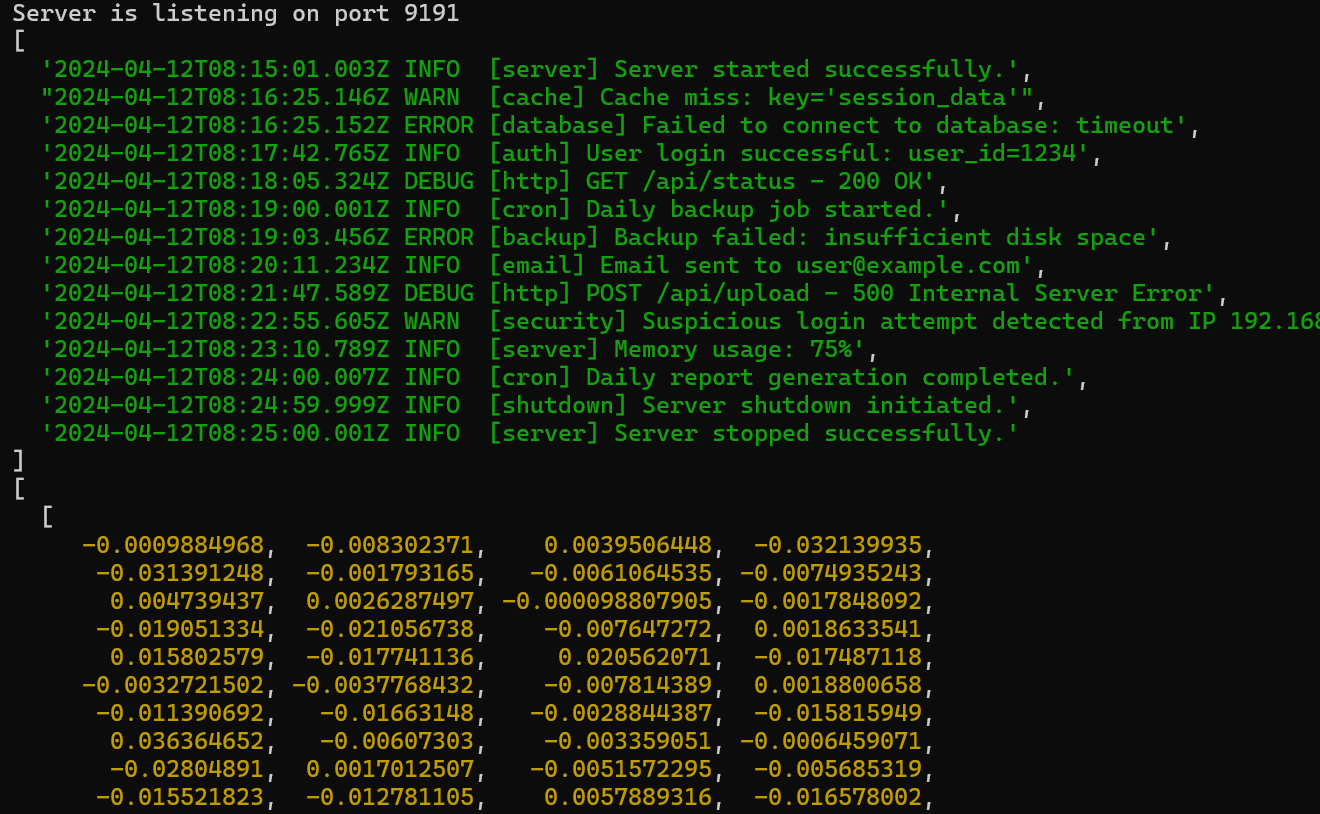 Server is listening on port 9191
[
  '2024-04-12T08:15:01.003Z INFO  [server] Server started successfully.',
  "2024-04-12T08:16:25.146Z WARN  [cache] Cache miss: key='session_data'",
  '2024-04-12T08:16:25.152Z ERROR [database] Failed to connect to database: timeout',
  '2024-04-12T08:17:42.765Z INFO  [auth] User login successful: user_id=1234',
  '2024-04-12T08:18:05.324Z DEBUG [http] GET /api/status - 200 OK',
  '2024-04-12T08:19:00.001Z INFO  [cron] Daily backup job started.',
  '2024-04-12T08:19:03.456Z ERROR [backup] Backup failed: insufficient disk space',
  '2024-04-12T08:20:11.234Z INFO  [email] Email sent to user@example.com',
  '2024-04-12T08:21:47.589Z DEBUG [http] POST /api/upload - 500 Internal Server Error',
  '2024-04-12T08:22:55.605Z WARN  [security] Suspicious login attempt detected from IP 192.168
  '2024-04-12T08:23:10.789Z INFO  [server] Memory usage: 75%',
  '2024-04-12T08:24:00.007Z INFO  [cron] Daily report generation completed.',
  '2024-04-12T08:24:59.999Z INFO  [shutdown] Server shutdown initiated.',
  '2024-04-12T08:25:00.001Z INFO  [server] Server stopped successfully.'
]
[
  [
     -0.0009884968,  -0.008302371,    0.0039506448,  -0.032139935,
      -0.031391248,  -0.001793165,   -0.0061064535, -0.0074935243,
       0.004739437,  0.0026287497, -0.000098807905, -0.0017848092,
      -0.019051334,  -0.021056738,    -0.007647272,  0.0018633541,
       0.015802579,  -0.017741136,     0.020562071,  -0.017487118,
     -0.0032721502, -0.0037768432,    -0.007814389,  0.0018800658,
      -0.011390692,   -0.01663148,   -0.0028844387,  -0.015815949,
       0.036364652,   -0.00607303,    -0.003359051, -0.0006459071,
       -0.02804891,  0.0017012507,   -0.0051572295,  -0.005685319,
      -0.015521823,  -0.012781105,    0.0057889316,  -0.016578002,